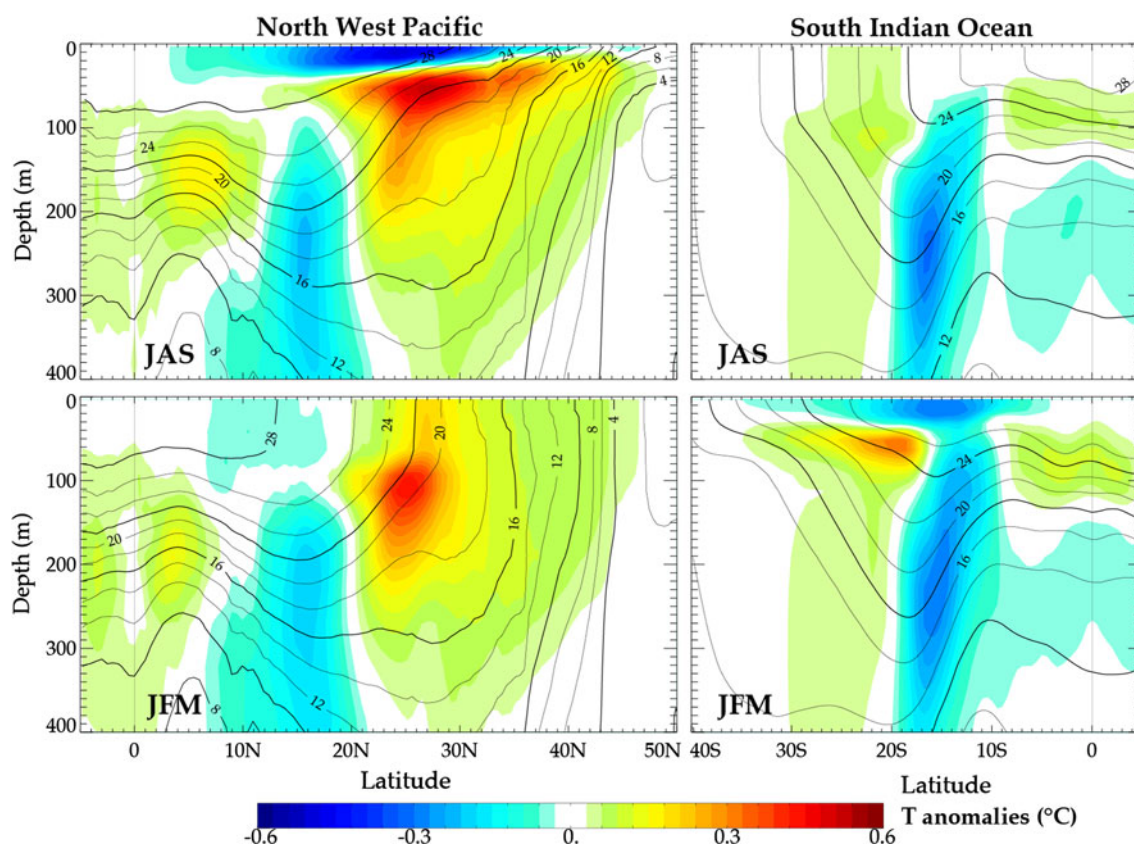 North West Pacific
South Indian Ocean
Depth (m)
0
100
200
300
400
28
24
20
16
12
8
4
24
20
16
12
8
JAS
28
24
20
16
12
JAS
Depth (m)
0
100
200
300
400
28
24
20
12
8
4
20
16
16
12
8
JFM
24
20
16
JFM
0 10N 20N 30N 40N 50N
40S 30S 20S 10S 0
Latitude
Latitude
T anomalies (°C)
-0.6 -0.3 0. 0.3 0.6